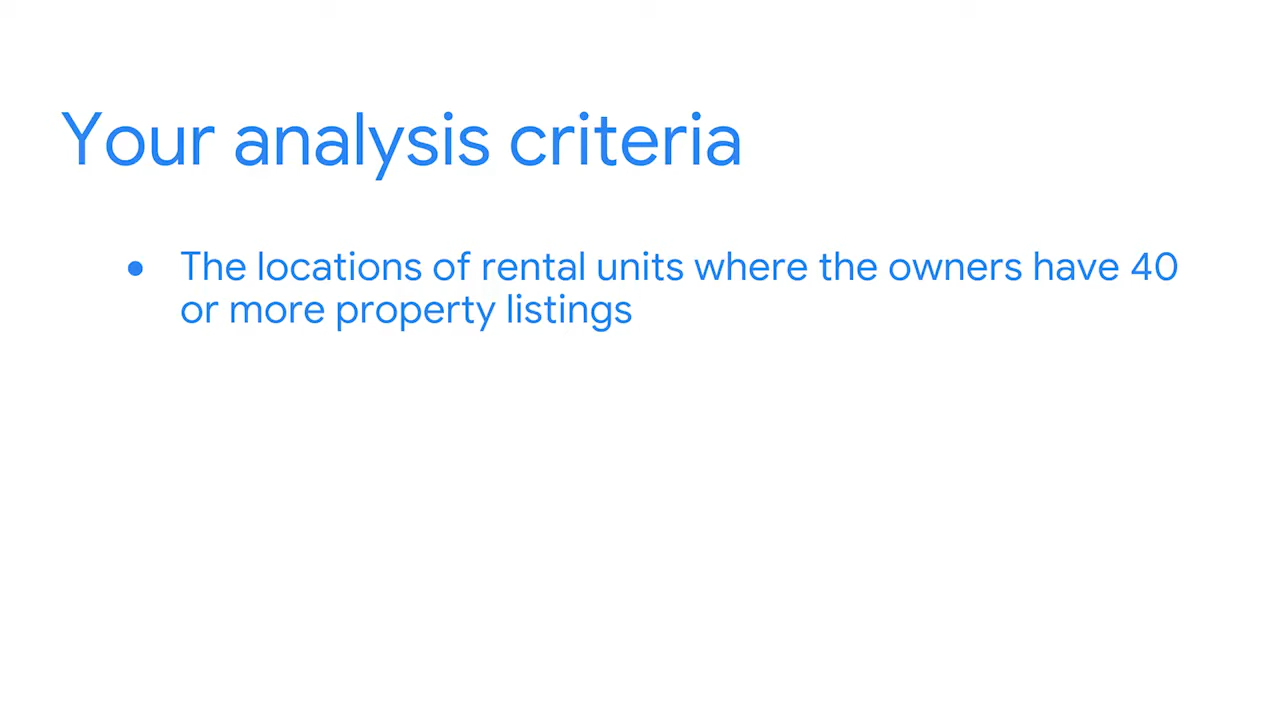 Your analysis criteria
● The locations of rental units where the owners have 40
or more property listings